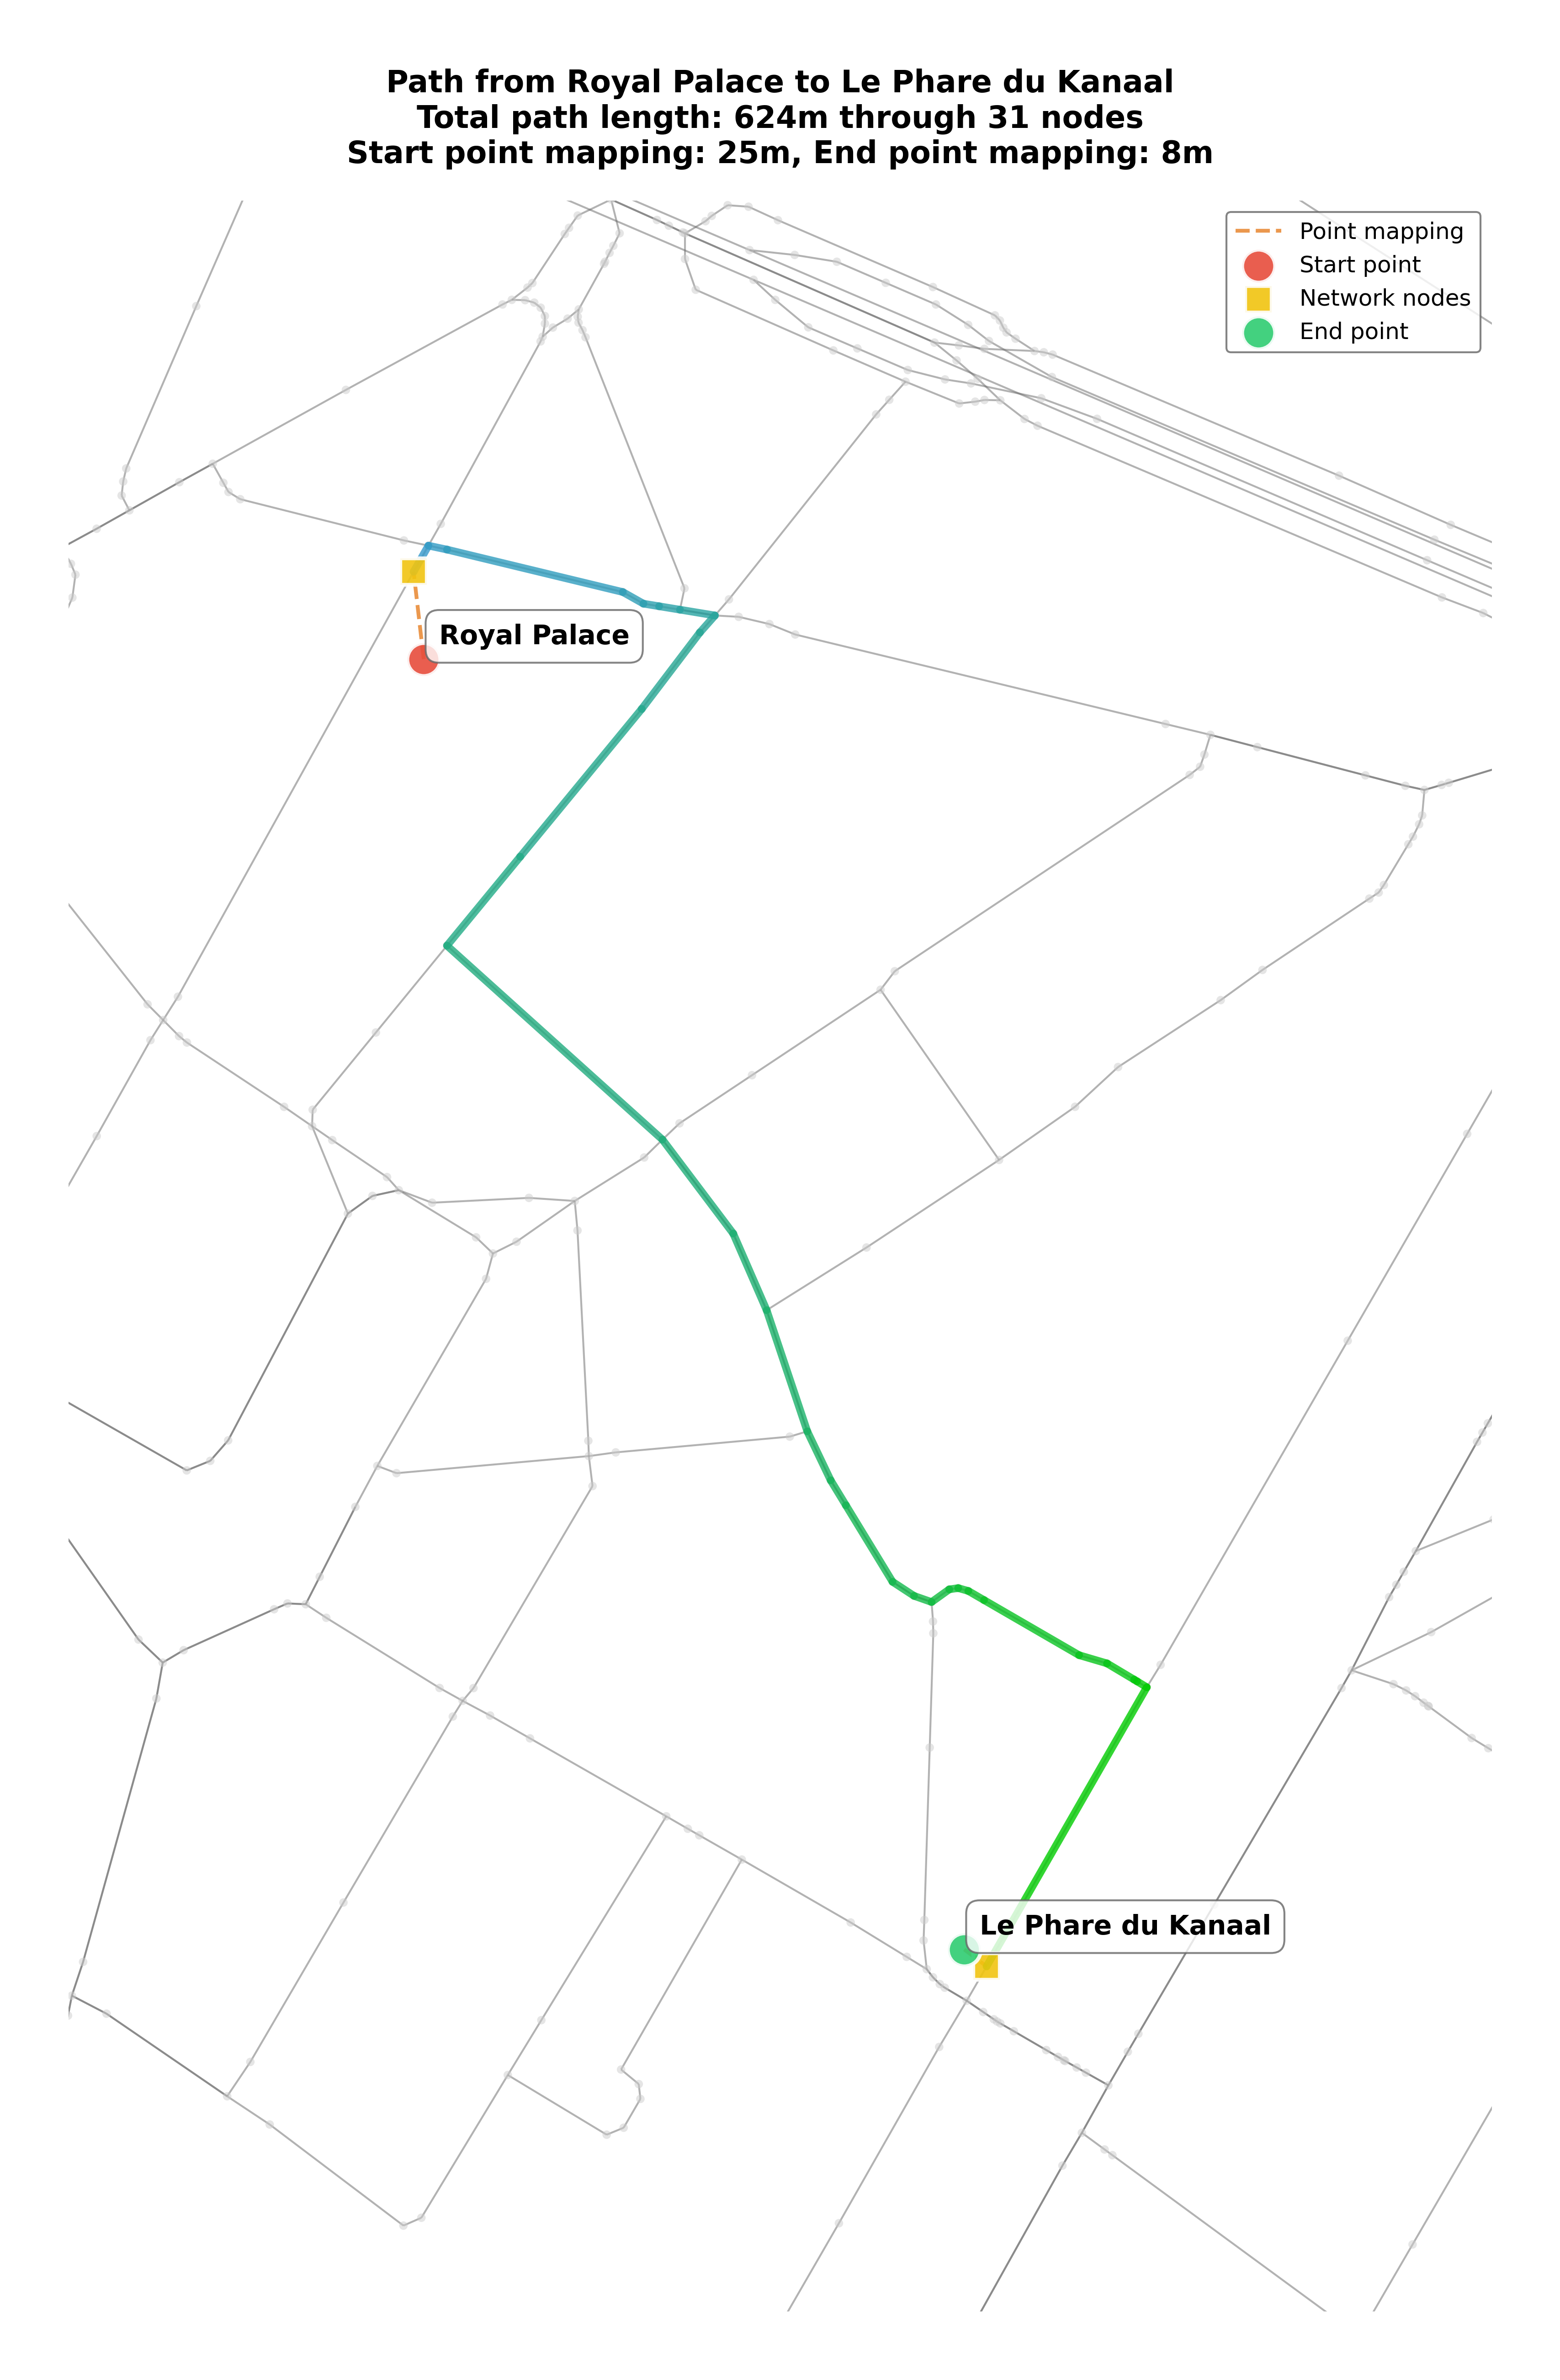 Path from Royal Palace to Le Phare du Kanaal
Total path length: 624m through 31 nodes
Start point mapping: 25m, End point mapping: 8m
Point mapping
Start point
Network nodes
End point
Royal Palace
Le Phare du Kanaal